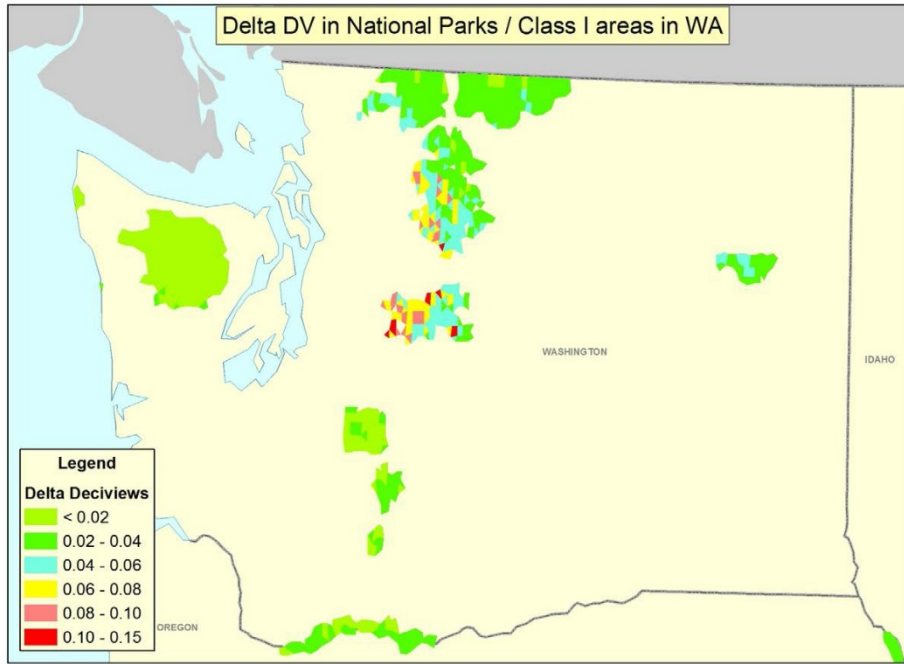 Delta DV in National Parks / Class I areas in WA
WASHINGTON
IDAHO
Legend
Delta Deciviews
< 0.02
0.02 - 0.04
0.04 - 0.06
0.06 - 0.08
0.08 - 0.10
0.10 - 0.15
OREGON